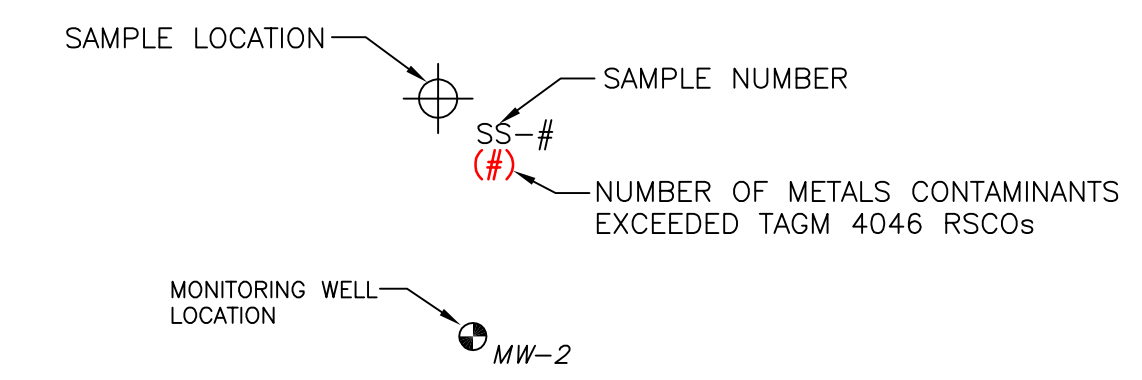 SAMPLE LOCATION
SAMPLE NUMBER
SS-#
(#)
NUMBER OF METALS CONTAMINANTS
EXCEEDED TAGM 4046 RSCOs
MONITORING WELL
LOCATION
MW-2